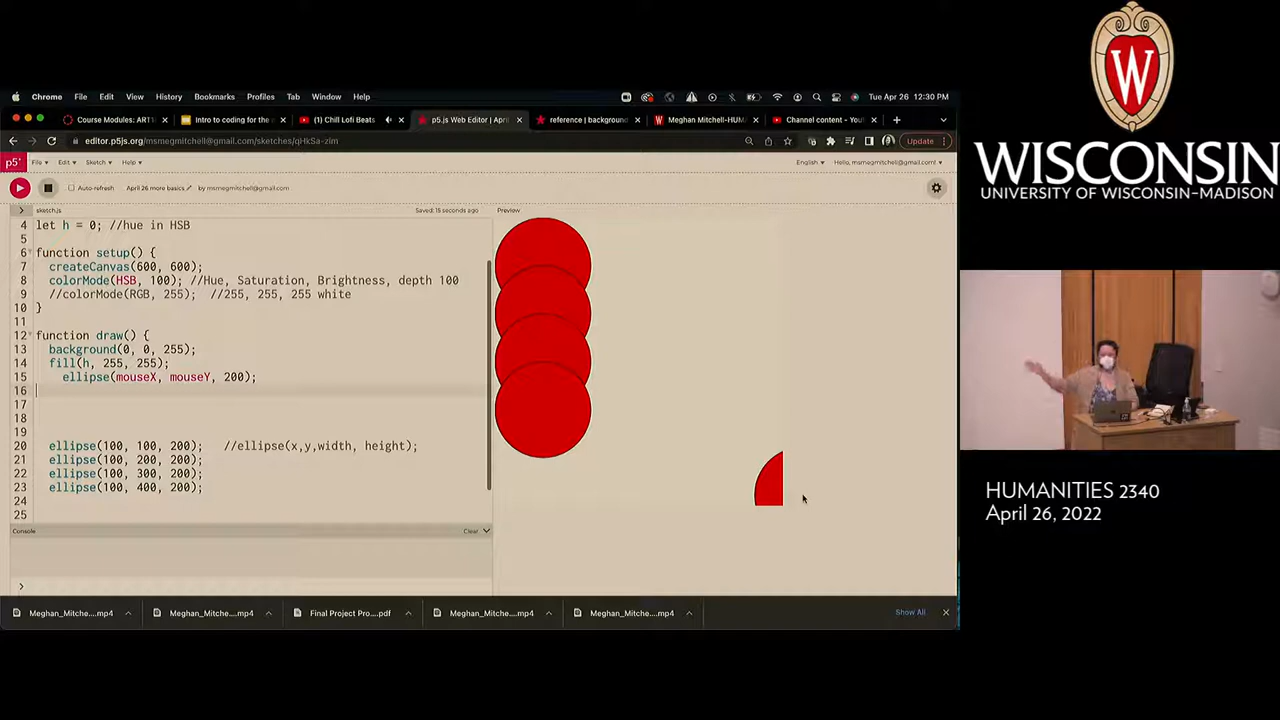 Chrome File Edit View History Bookmarks Profiles Tab Window Help Tue Apr 26 12:30 PM
Course Modules: ART1
Intro to coding for the a
(1) Chill Lofi Beats
p5.js Web Editor | Apri
reference | background
Meghan Mitchell-HUM
Channel content - YouT
editor.p5js.org/msmegmitchell@gmail.com/sketches/qHkSa-zim
Update
p5* File Edit Sketch Help English Hello, msmegmitchell@gmail.com!
Auto-refresh April 26 more basics by msmegmitchell@gmail.com
sketch.js Saved: 15 seconds ago Preview
4 let h = 0; //hue in HSB
5
6 function setup() {
7 createCanvas(600, 600);
8 colorMode(HSB, 100); //Hue, Saturation, Brightness, depth 100
9 //colorMode(RGB, 255); //255, 255, 255 white
10 }
11
12 function draw() {
13 background(0, 0, 255);
14 fill(h, 255, 255);
15 ellipse(mouseX, mouseY, 200);
16
17
18
19
20 ellipse(100, 100, 200); //ellipse(x,y,width, height);
21 ellipse(100, 200, 200);
22 ellipse(100, 300, 200);
23 ellipse(100, 400, 200);
24
25
Console Clear
Meghan_Mitche....mp4
Meghan_Mitche....mp4
Final Project Pro....pdf
Meghan_Mitche....mp4
Meghan_Mitche....mp4
Show All
W
WISCONSIN
UNIVERSITY OF WISCONSIN–MADISON
HUMANITIES 2340
April 26, 2022